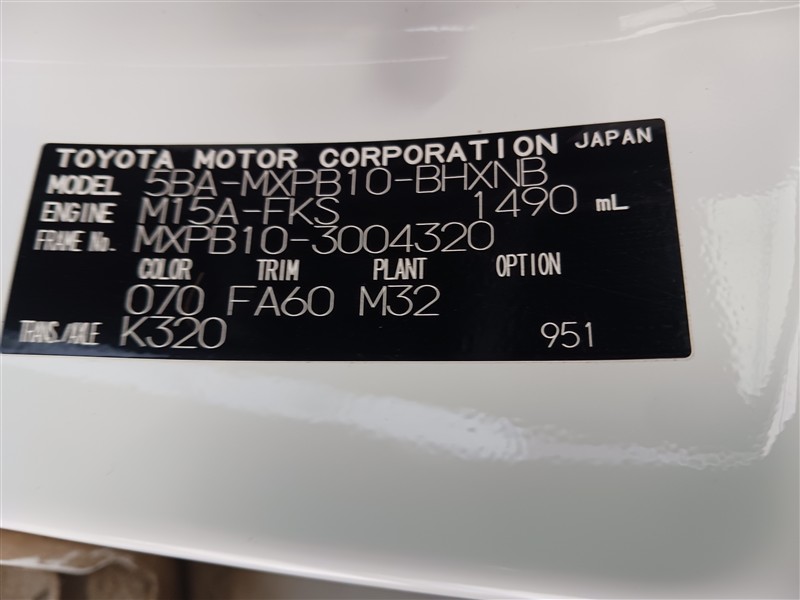 TOYOTA MOTOR CORPORATION JAPAN
MODEL 5BA-MXPB10-BHXNB
ENGINE M15A-FKS 1490 mL
FRAME No. MXPB10-3004320
COLOR TRIM PLANT OPTION
070 FA60 M32
TRANS./AXLE K320 951